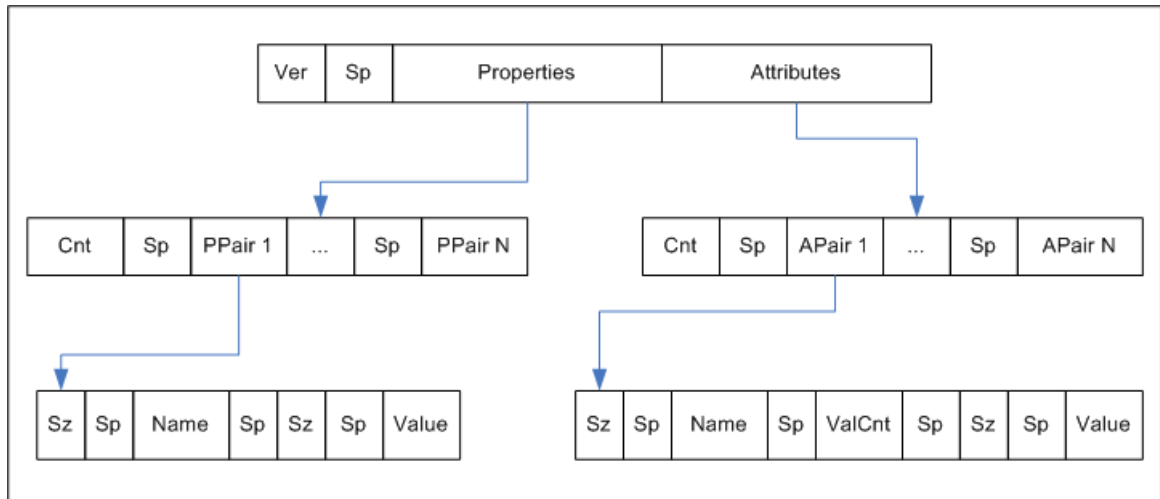 Ver Sp Properties Attributes
Cnt Sp PPair 1 ... Sp PPair N Cnt Sp APair 1 ... Sp APair N
Sz Sp Name Sp Sz Sp Value Sz Sp Name Sp ValCnt Sp Sz Sp Value